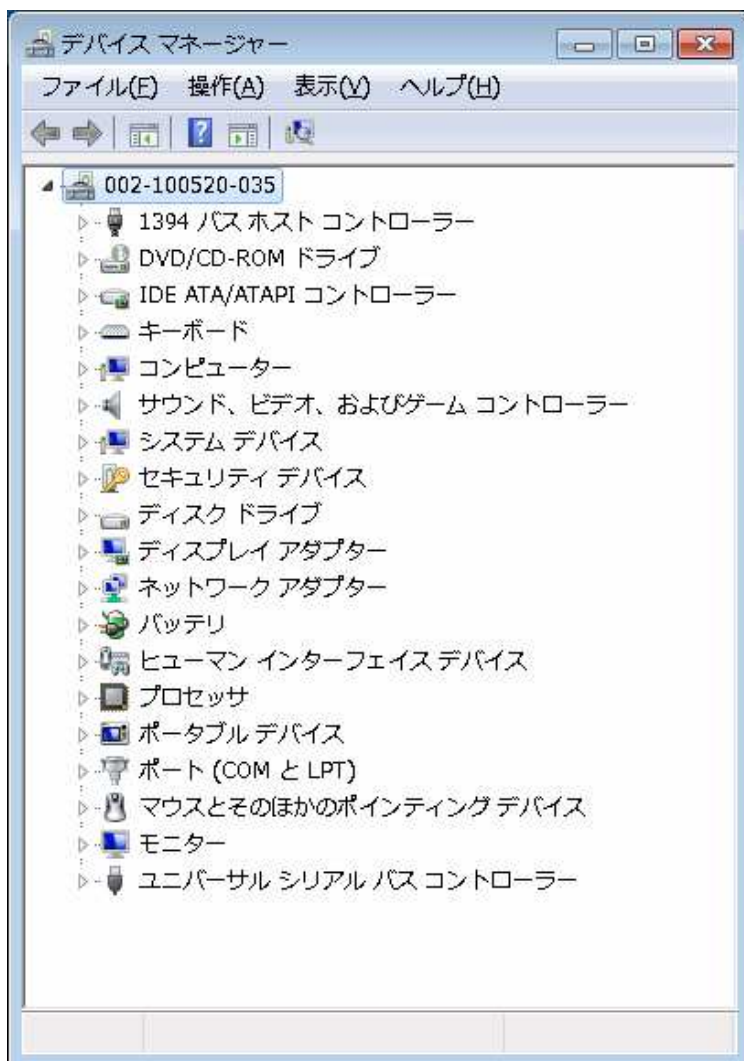 デバイス マネージャー
ファイル(F) 操作(A) 表示(V) ヘルプ(H)
002-100520-035
1394 バス ホスト コントローラー
DVD/CD-ROM ドライブ
IDE ATA/ATAPI コントローラー
キーボード
コンピューター
サウンド、ビデオ、およびゲーム コントローラー
システム デバイス
セキュリティ デバイス
ディスク ドライブ
ディスプレイ アダプター
ネットワーク アダプター
バッテリ
ヒューマン インターフェイス デバイス
プロセッサ
ポータブル デバイス
ポート (COM と LPT)
マウスとそのほかのポインティング デバイス
モニター
ユニバーサル シリアル バス コントローラー